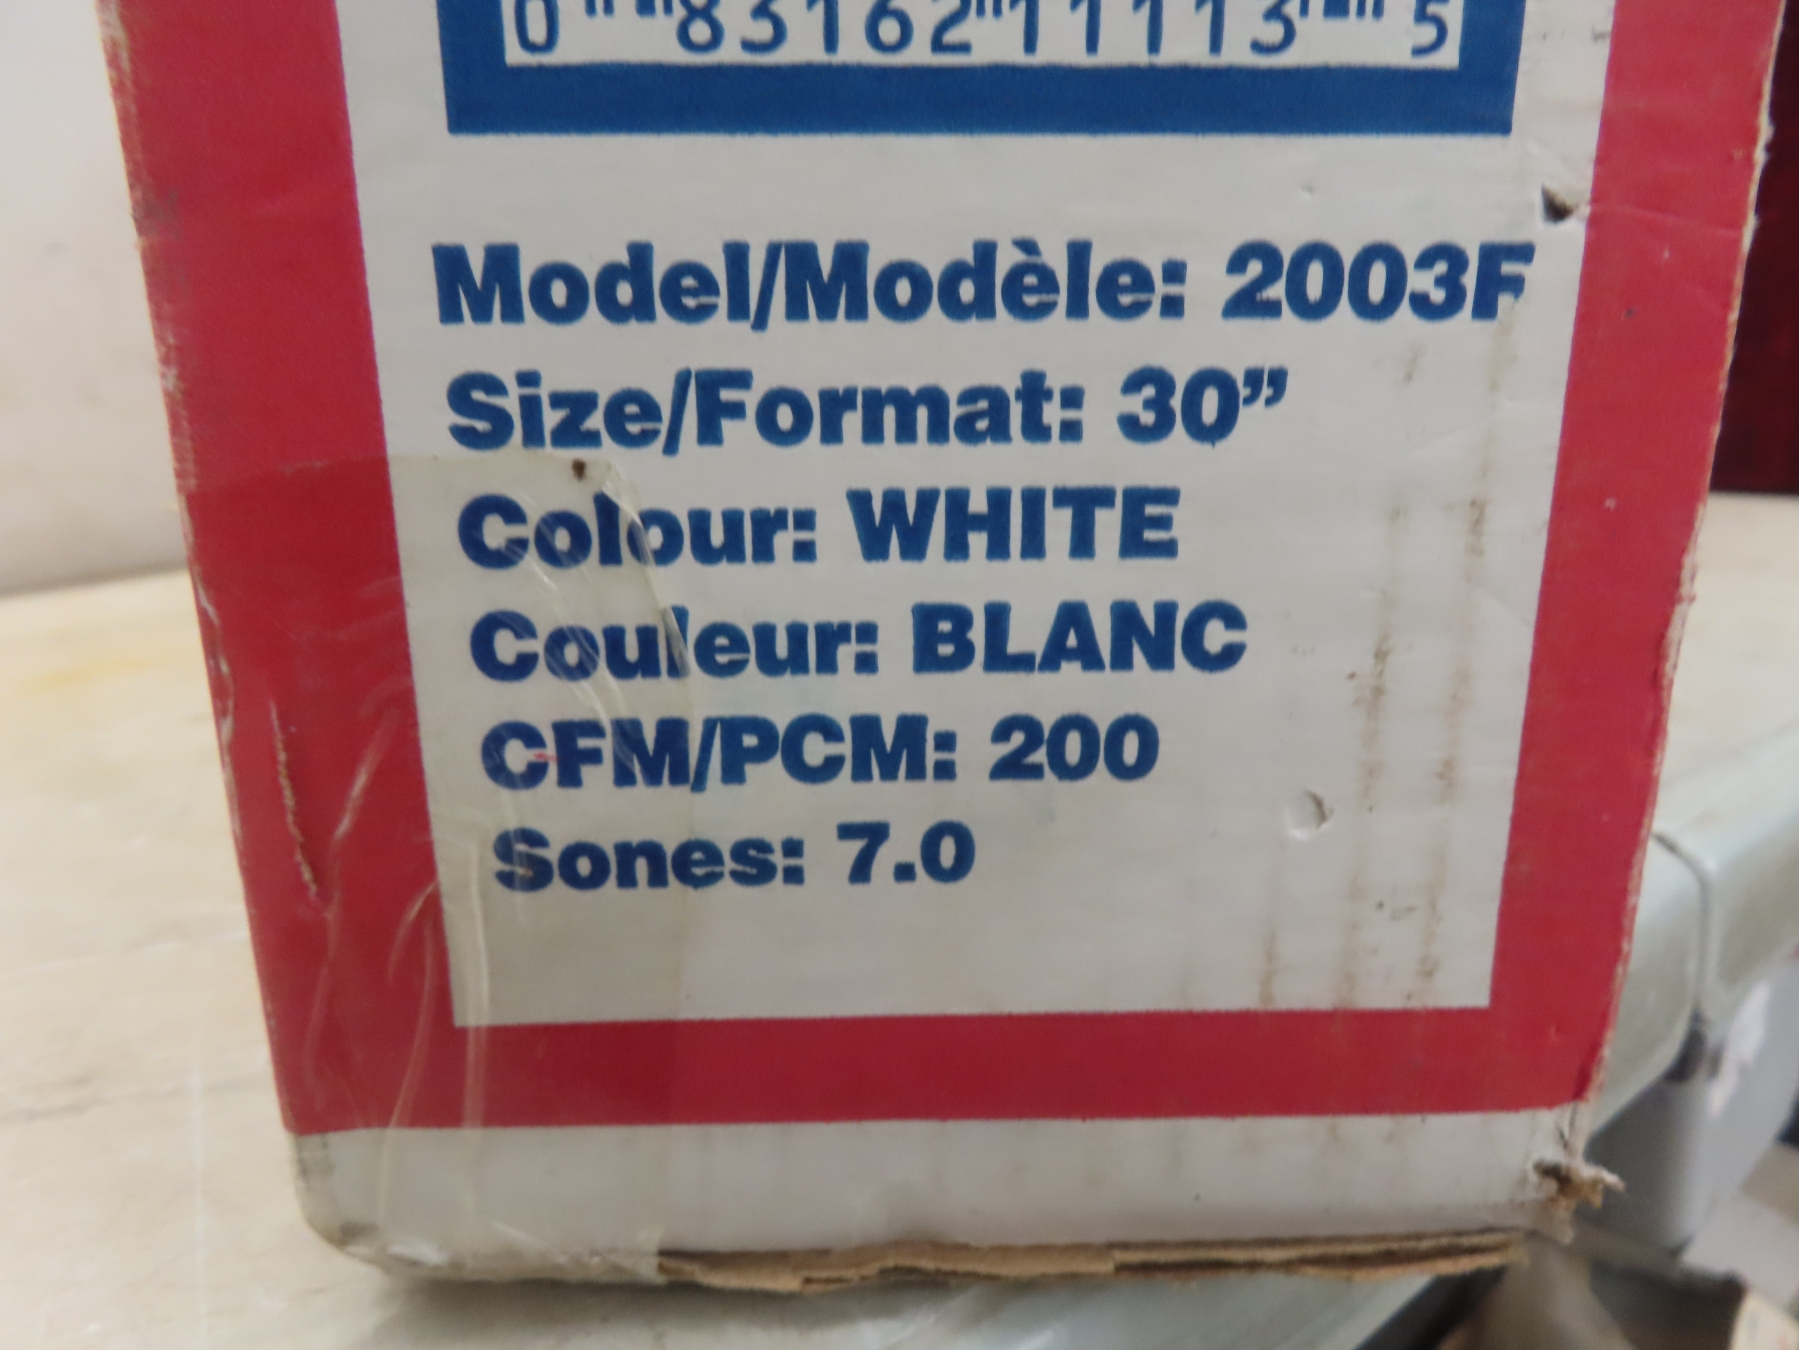 0 83162 11113 5
Model/Modèle: 2003F
Size/Format: 30”
Colour: WHITE
Couleur: BLANC
CFM/PCM: 200
Sones: 7.0